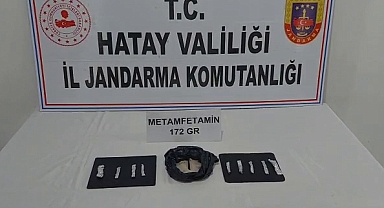 T.C.
HATAY VALİLİĞİ
İL JANDARMA KOMUTANLIĞI
METAMFETAMİN
172 GR